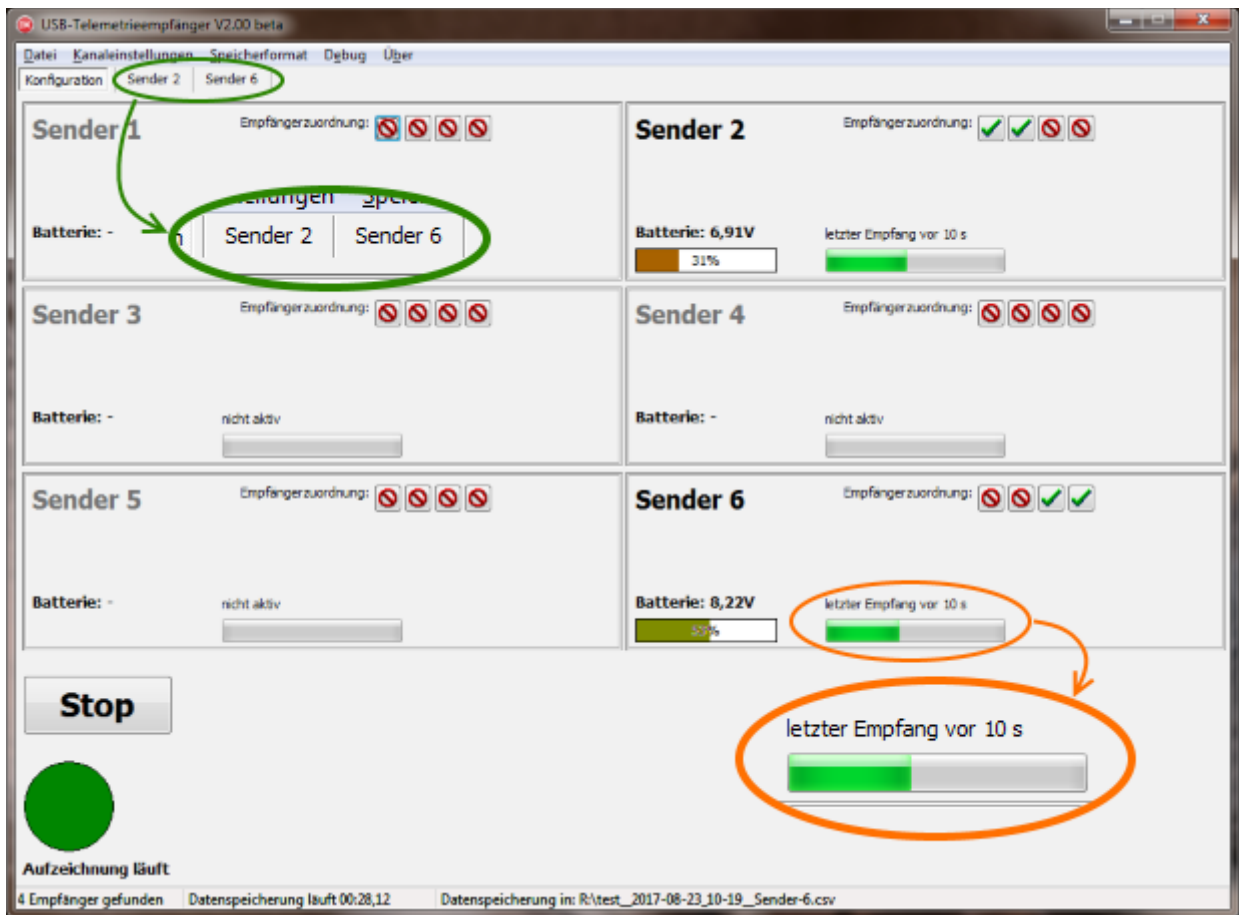 USB-Telemetrieempfänger V2.00 beta
Datei Kanaleinstellungen Speicherformat Debug Über
Konfiguration Sender 2 Sender 6
Sender 1 Empfängerzuordnung:
Batterie: -
Sender 2 Sender 6
Sender 2 Empfängerzuordnung:
Batterie: 6,91V letzter Empfang vor 10 s
31%
Sender 3 Empfängerzuordnung:
Batterie: - nicht aktiv
Sender 4 Empfängerzuordnung:
Batterie: - nicht aktiv
Sender 5 Empfängerzuordnung:
Batterie: - nicht aktiv
Sender 6 Empfängerzuordnung:
Batterie: 8,22V letzter Empfang vor 10 s
Stop
letzter Empfang vor 10 s
Aufzeichnung läuft
4 Empfänger gefunden Datenspeicherung läuft 00:28,12 Datenspeicherung in: R:\test__2017-08-23_10-19__Sender-6.csv